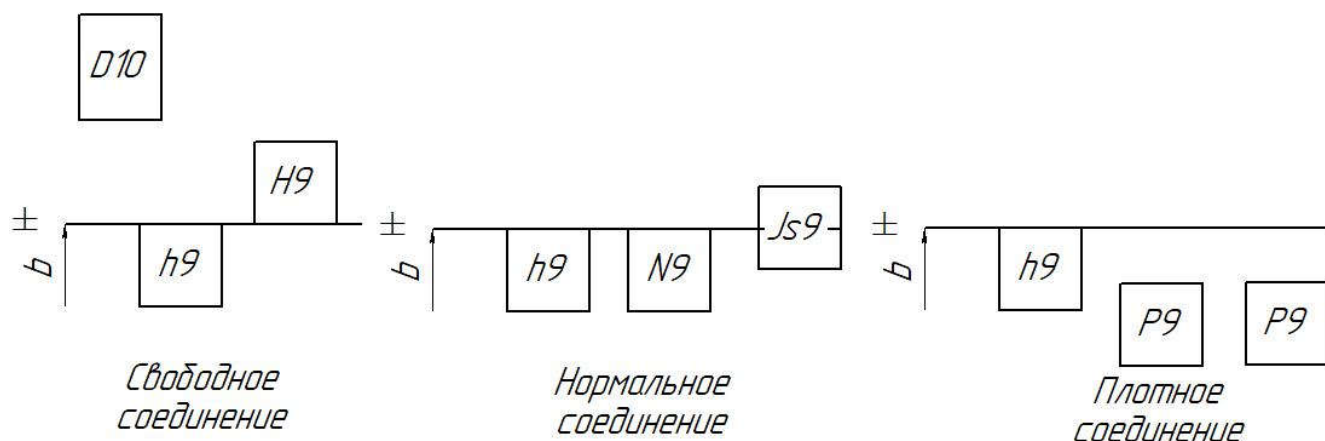 D10
H9
±
h9
b
Свободное
соединение
±
Js9
h9
N9
b
Нормальное
соединение
±
h9
b
P9
P9
Плотное
соединение